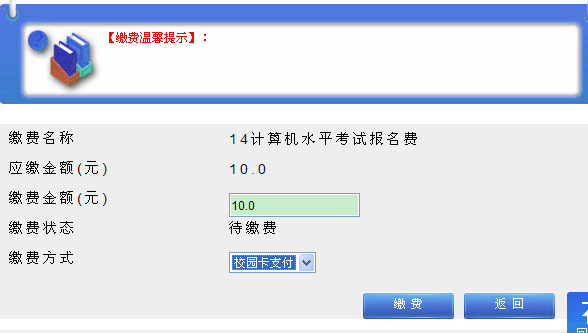 【缴费温馨提示】：
缴费名称 14计算机水平考试报名费
应缴金额(元) 10.0
缴费金额(元) 10.0
缴费状态 待缴费
缴费方式 校园卡支付
缴费 返回